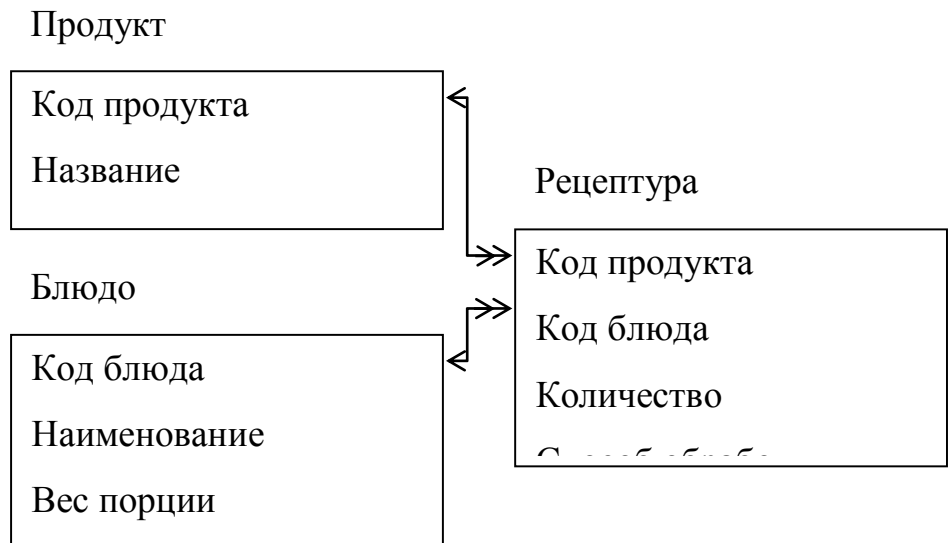 Продукт
Код продукта
Название
Рецептура
Код продукта
Код блюда
Количество
Блюдо
Код блюда
Наименование
Вес порции